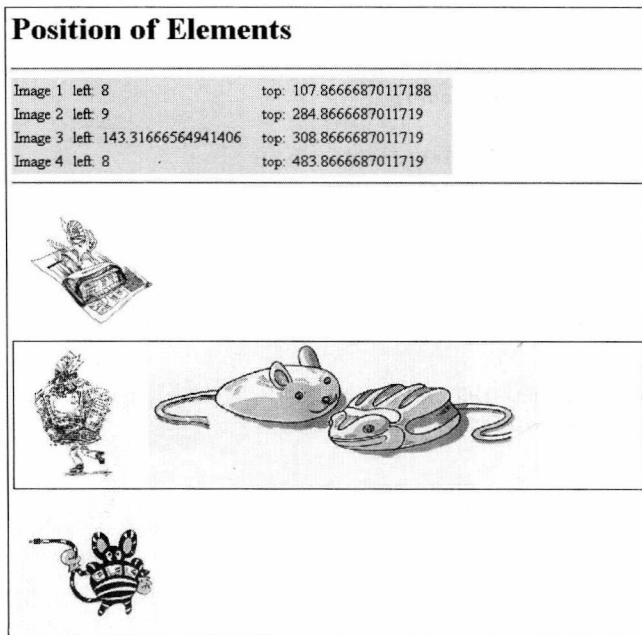 Position of Elements
Image 1 left: 8 top: 107.86666870117188
Image 2 left: 9 top: 284.8666687011719
Image 3 left: 143.31666564941406 top: 308.8666687011719
Image 4 left: 8 top: 483.8666687011719